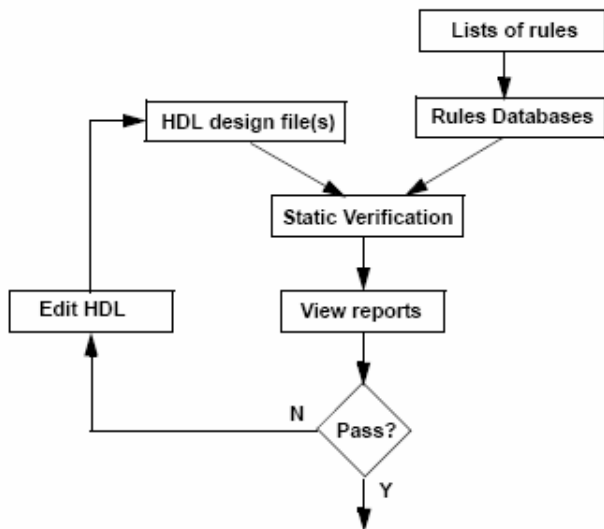 Lists of rules
HDL design file(s)
Rules Databases
Static Verification
Edit HDL
View reports
N
Pass?
Y